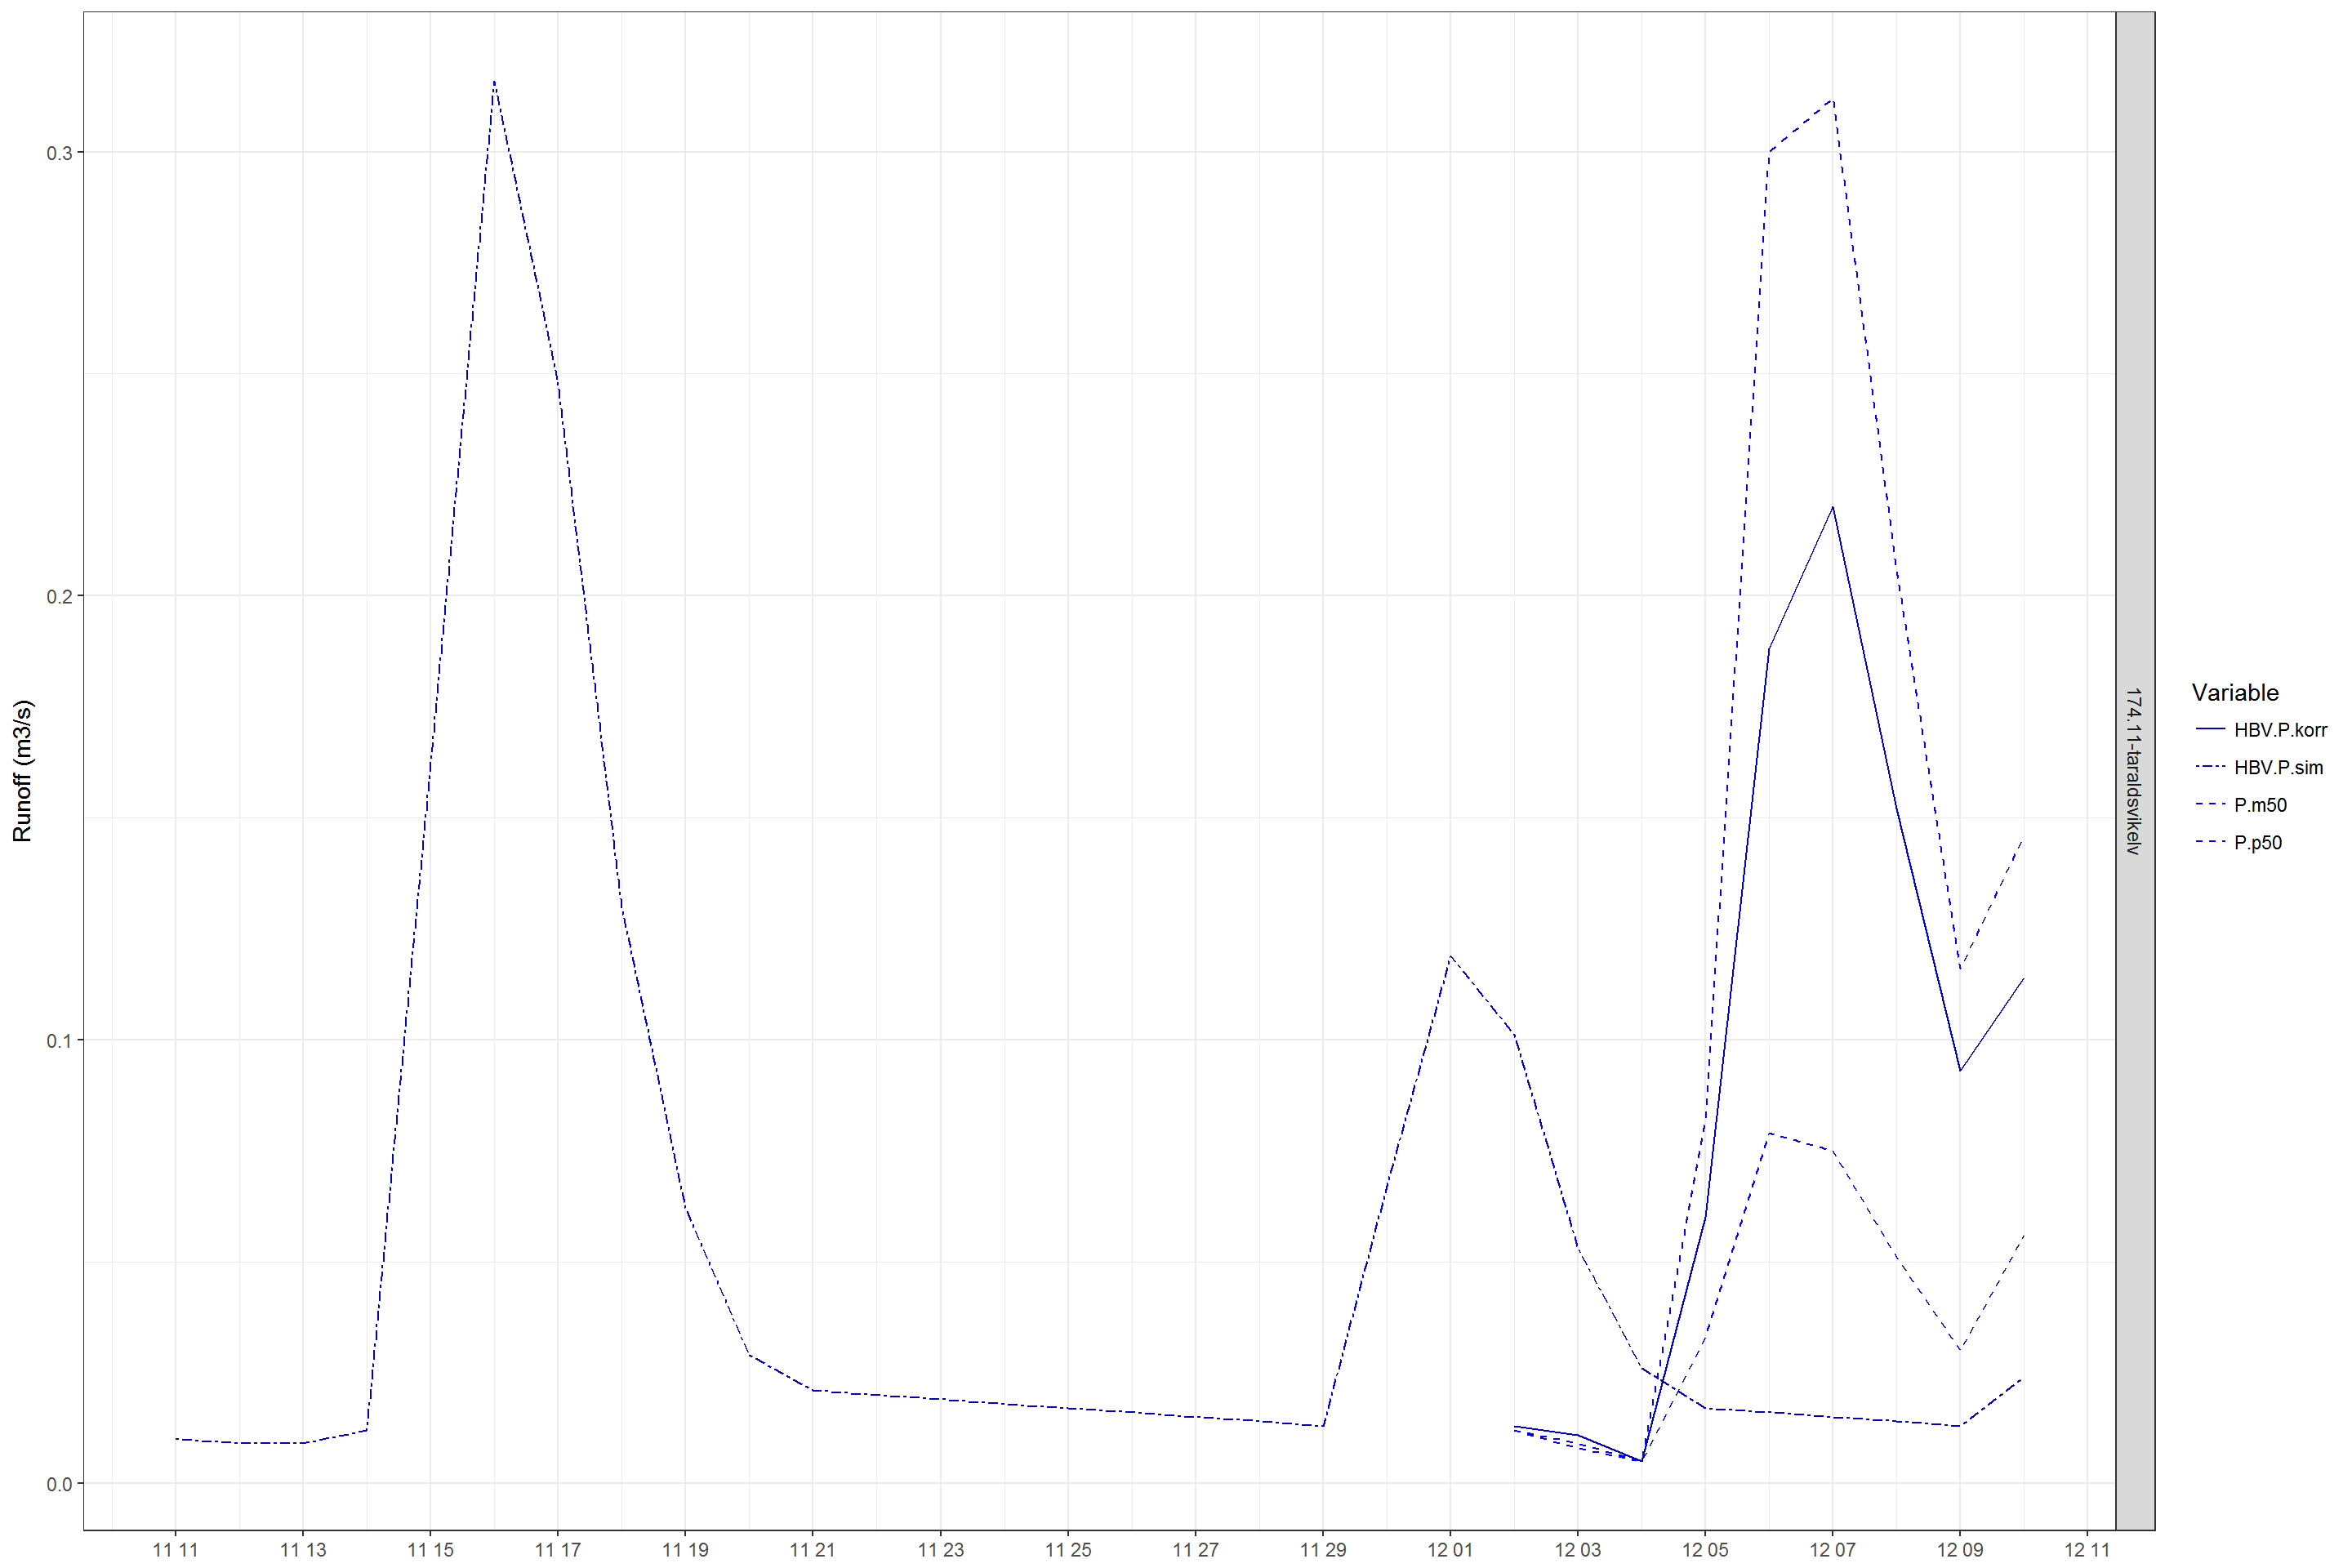 Runoff (m3/s)
0.3
0.2
0.1
0.0
11 11
11 13
11 15
11 17
11 19
11 21
11 23
11 25
11 27
11 29
12 01
12 03
12 05
12 07
12 09
12 11
174.11-taraldsvikelv
Variable
HBV.P.korr
HBV.P.sim
P.m50
P.p50